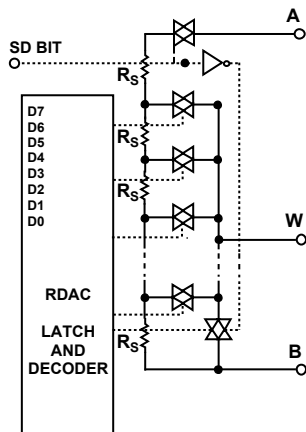 A
SD BIT
RS
D7
D6
D5
D4
D3
D2
D1
D0
RS
RS
W
RDAC
LATCH
AND
DECODER
RS
B